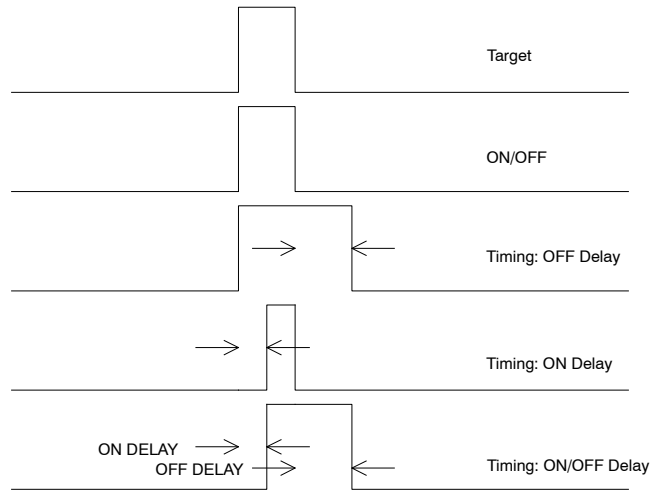 Target
ON/OFF
Timing: OFF Delay
Timing: ON Delay
ON DELAY
OFF DELAY
Timing: ON/OFF Delay